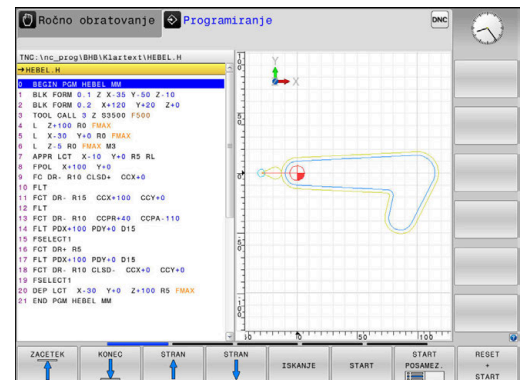 Ročno obratovanje
Programiranje
DNC
TNC:\nc_prog\BHB\Klartext\HEBEL.H
→HEBEL.H
0 BEGIN PGM HEBEL MM
1 BLK FORM 0.1 Z X-35 Y-50 Z-10
2 BLK FORM 0.2 X+120 Y+20 Z+0
3 TOOL CALL 3 Z S3500 F500
4 L Z+100 R0 FMAX
5 L X-30 Y+0 R0 FMAX
6 L Z-5 R0 FMAX M3
7 APPR LCT X-10 Y+0 R5 RL
8 FPOL X+100 Y+0
9 FC DR- R10 CLSD+ CCX+0
10 FLT
11 FCT DR- R15 CCX+100 CCY+0
12 FLT
13 FCT DR- R10 CCPR+40 CCPA-110
14 FLT PDX+100 PDY+0 D15
15 FSELECT1
16 FCT DR+ R5
17 FLT PDX+100 PDY+0 D15
18 FCT DR- R10 CLSD- CCX+0 CCY+0
19 FSELECT1
20 DEP LCT X-30 Y+0 Z+100 R5 FMAX
21 END PGM HEBEL MM
Y
X
0
50
100
ZACETEK
KONEC
STRAN
STRAN
ISKANJE
START
START
POSAMEZ.
RESET
+
START